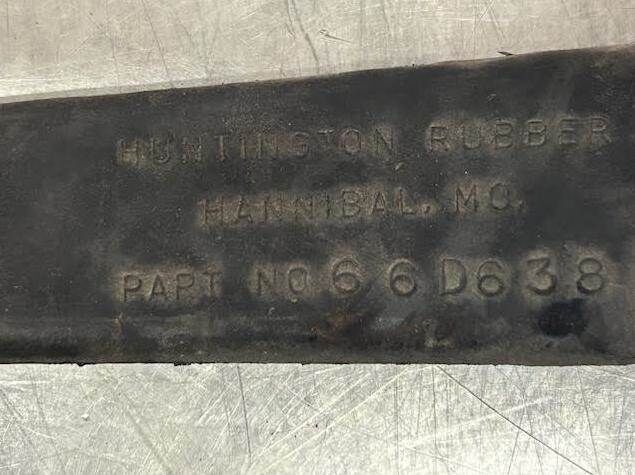 HUNTINGTON RUBBER
HANNIBAL, MO.
PART NO 66D638